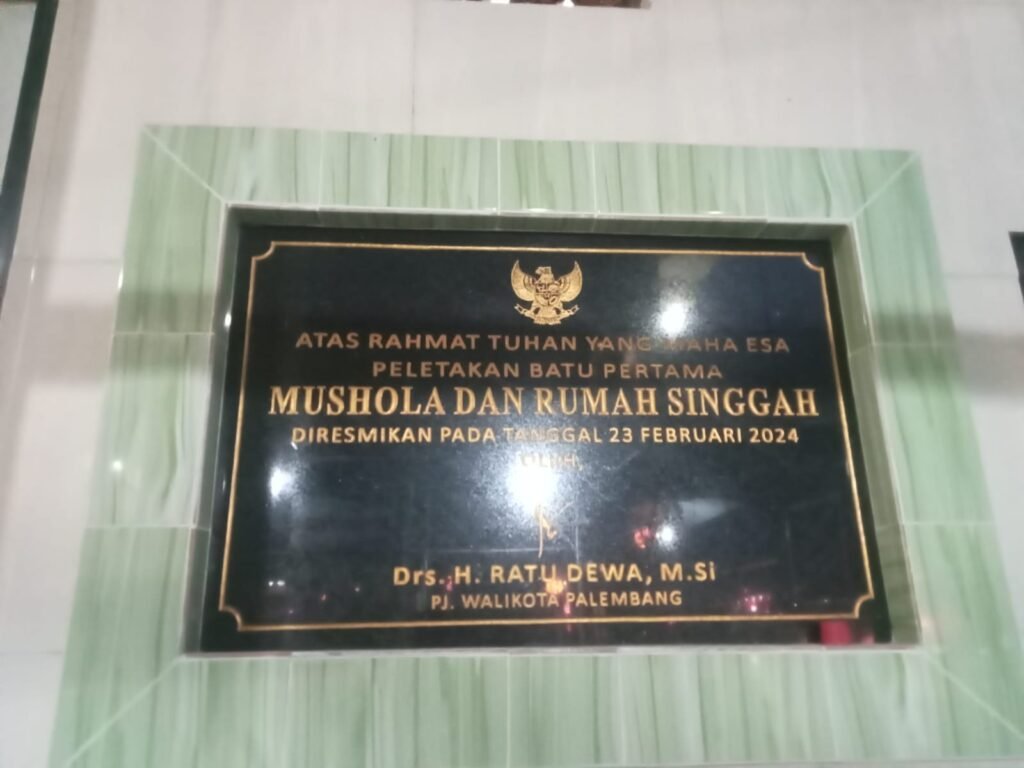 ATAS RAHMAT TUHAN YANG MAHA ESA
PELETAKAN BATU PERTAMA
MUSHOLA DAN RUMAH SINGGAH
DIRESMIKAN PADA TANGGAL 23 FEBRUARI 2024
OLEH,
Drs. H. RATU DEWA, M.Si
PJ. WALIKOTA PALEMBANG